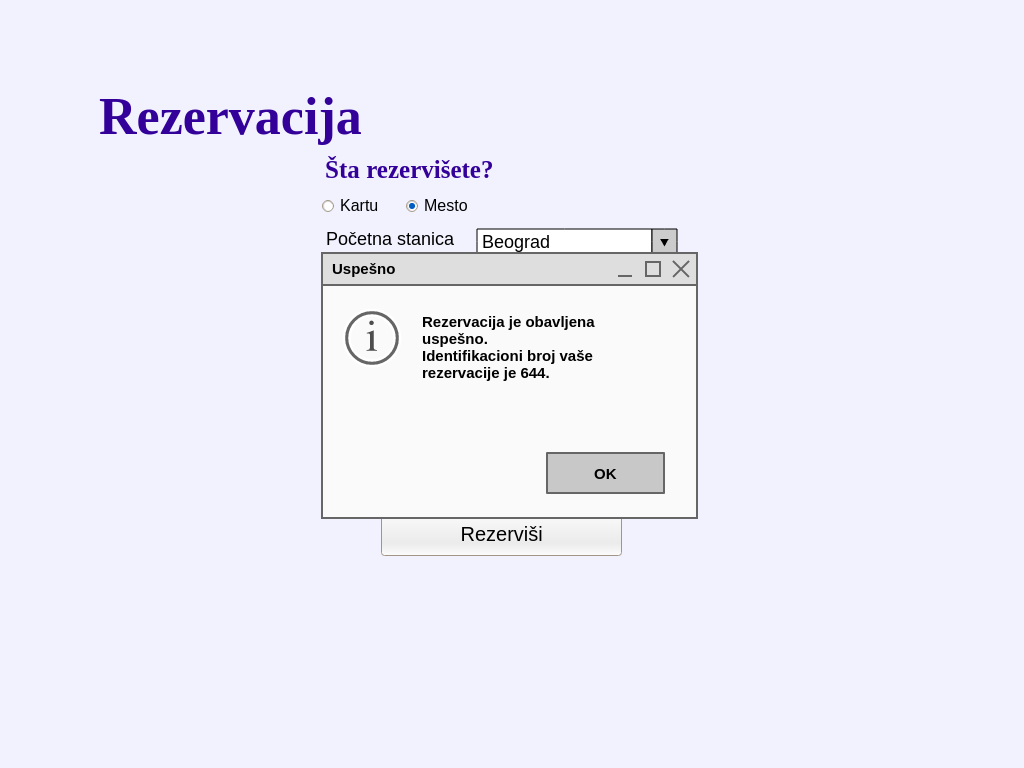 Rezervacija
Šta rezervišete?
Kartu Mesto
Početna stanica Beograd
Uspešno
Rezervacija je obavljena
uspešno.
Identifikacioni broj vaše
rezervacije je 644.
OK
Rezerviši